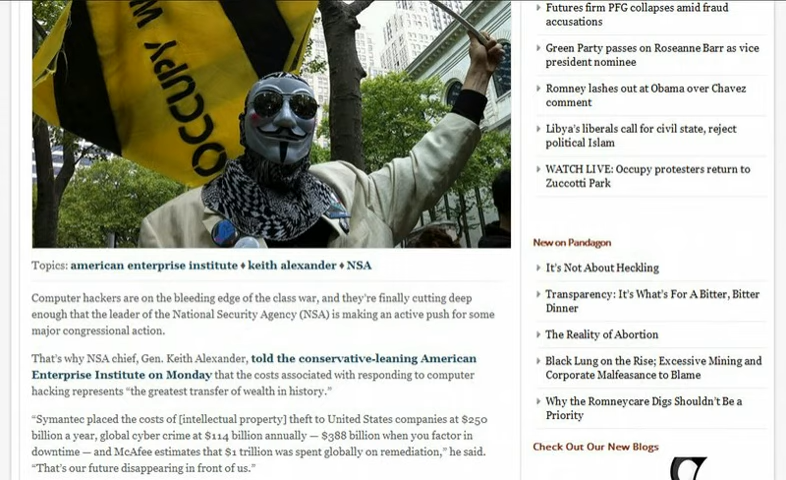 OCCUPY W
Topics: american enterprise institute ♦ keith alexander ♦ NSA
Computer hackers are on the bleeding edge of the class war, and they're finally cutting deep
enough that the leader of the National Security Agency (NSA) is making an active push for some
major congressional action.
That's why NSA chief, Gen. Keith Alexander, told the conservative-leaning American
Enterprise Institute on Monday that the costs associated with responding to computer
hacking represents “the greatest transfer of wealth in history.”
“Symantec placed the costs of [intellectual property] theft to United States companies at $250
billion a year, global cyber crime at $114 billion annually — $388 billion when you factor in
downtime — and McAfee estimates that $1 trillion was spent globally on remediation,” he said.
“That's our future disappearing in front of us.”
Futures firm PFG collapses amid fraud
accusations
Green Party passes on Roseanne Barr as vice
president nominee
Romney lashes out at Obama over Chavez
comment
Libya's liberals call for civil state, reject
political Islam
WATCH LIVE: Occupy protesters return to
Zuccotti Park
New on Pandagon
It's Not About Heckling
Transparency: It's What's For A Bitter, Bitter
Dinner
The Reality of Abortion
Black Lung on the Rise; Excessive Mining and
Corporate Malfeasance to Blame
Why the Romneycare Digs Shouldn't Be a
Priority
Check Out Our New Blogs